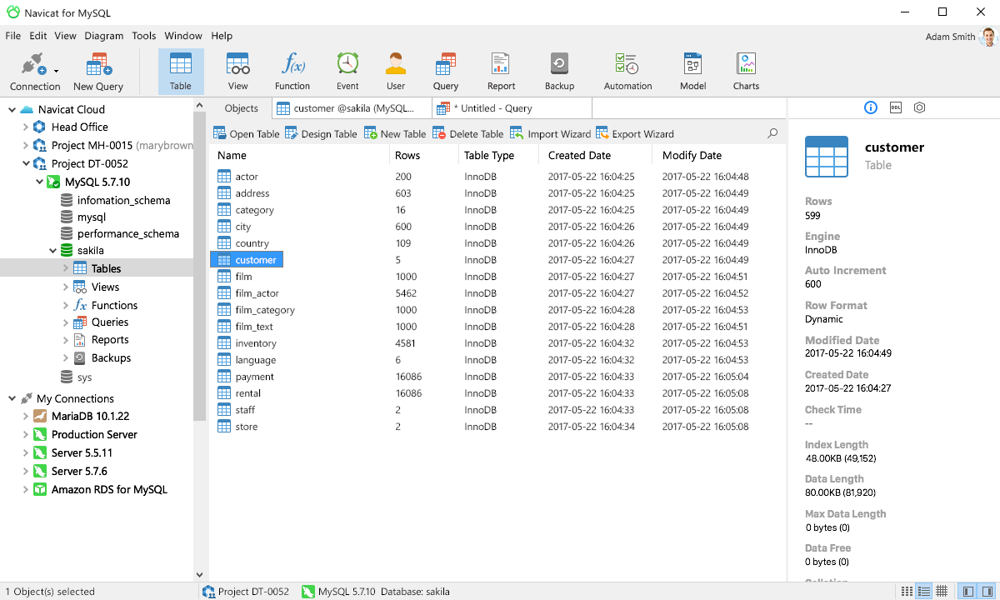 Navicat for MySQL
File Edit View Diagram Tools Window Help
Adam Smith
Connection New Query Table View Function Event User Query Report Backup Automation Model Charts
Navicat Cloud
Head Office
Project MH-0015 (marybrown
Project DT-0052
MySQL 5.7.10
infomation_schema
mysql
performance_schema
sakila
Tables
Views
Functions
Queries
Reports
Backups
sys
My Connections
MariaDB 10.1.22
Production Server
Server 5.5.11
Server 5.7.6
Amazon RDS for MySQL
Objects customer @sakila (MySQL... * Untitled - Query
Open Table Design Table New Table Delete Table Import Wizard Export Wizard
Name Rows Table Type Created Date Modify Date
actor 200 InnoDB 2017-05-22 16:04:25 2017-05-22 16:04:48
address 603 InnoDB 2017-05-22 16:04:25 2017-05-22 16:04:49
category 16 InnoDB 2017-05-22 16:04:25 2017-05-22 16:04:49
city 600 InnoDB 2017-05-22 16:04:26 2017-05-22 16:04:49
country 109 InnoDB 2017-05-22 16:04:26 2017-05-22 16:04:49
customer 5 InnoDB 2017-05-22 16:04:27 2017-05-22 16:04:49
film 1000 InnoDB 2017-05-22 16:04:27 2017-05-22 16:04:51
film_actor 5462 InnoDB 2017-05-22 16:04:27 2017-05-22 16:04:52
film_category 1000 InnoDB 2017-05-22 16:04:28 2017-05-22 16:04:53
film_text 1000 InnoDB 2017-05-22 16:04:28 2017-05-22 16:04:51
inventory 4581 InnoDB 2017-05-22 16:04:32 2017-05-22 16:04:53
language 6 InnoDB 2017-05-22 16:04:32 2017-05-22 16:04:53
payment 16086 InnoDB 2017-05-22 16:04:33 2017-05-22 16:05:04
rental 16086 InnoDB 2017-05-22 16:04:33 2017-05-22 16:05:08
staff 2 InnoDB 2017-05-22 16:04:33 2017-05-22 16:05:08
store 2 InnoDB 2017-05-22 16:04:34 2017-05-22 16:05:08
DDL
customer
Table
Rows
599
Engine
InnoDB
Auto Increment
600
Row Format
Dynamic
Modified Date
2017-05-22 16:04:49
Created Date
2017-05-22 16:04:27
Check Time
--
Index Length
48.00KB (49,152)
Data Length
80.00KB (81,920)
Max Data Length
0 bytes (0)
Data Free
0 bytes (0)
1 Object(s) selected Project DT-0052 MySQL 5.7.10 Database: sakila